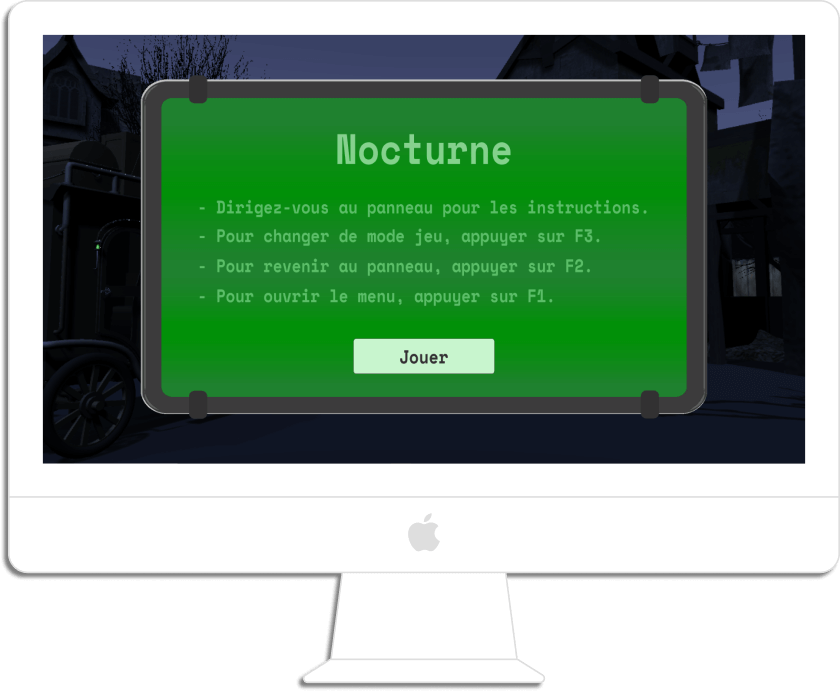 Nocturne
- Dirigez-vous au panneau pour les instructions.
- Pour changer de mode jeu, appuyer sur F3.
- Pour revenir au panneau, appuyer sur F2.
- Pour ouvrir le menu, appuyer sur F1.
Jouer